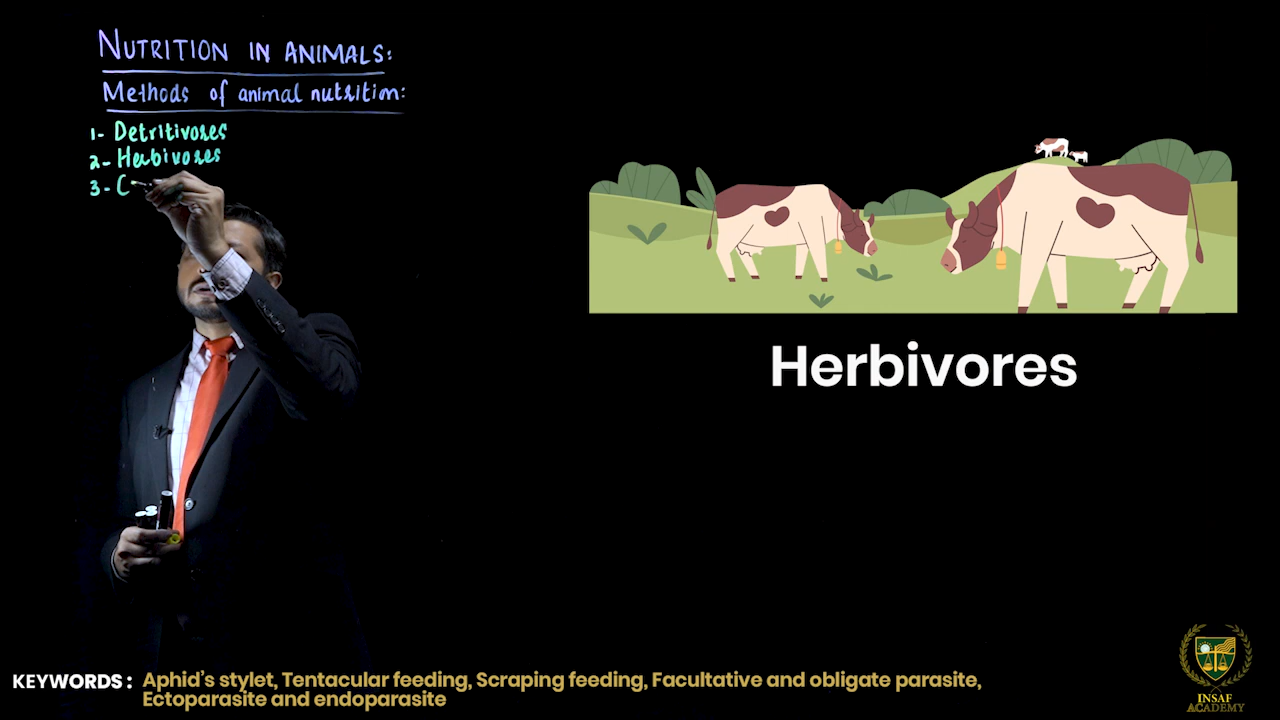 NUTRITION IN ANIMALS:
Methods of animal nutrition:
1- Detritivores
2- Herbivores
3- C
Herbivores
KEYWORDS: Aphid's stylet, Tentacular feeding, Scraping feeding, Facultative and obligate parasite,
Ectoparasite and endoparasite
INSAF
ACADEMY